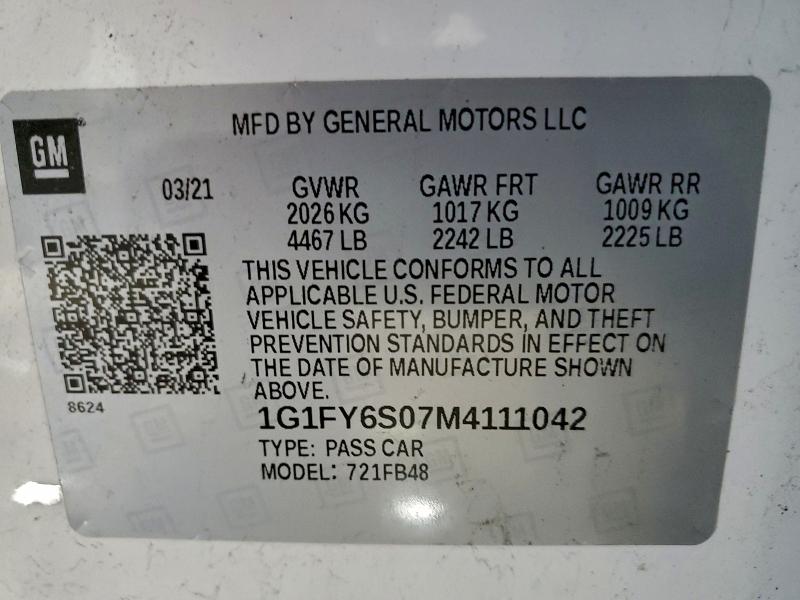 MFD BY GENERAL MOTORS LLC
GM
03/21 GVWR GAWR FRT GAWR RR
2026 KG 1017 KG 1009 KG
4467 LB 2242 LB 2225 LB
THIS VEHICLE CONFORMS TO ALL
APPLICABLE U.S. FEDERAL MOTOR
VEHICLE SAFETY, BUMPER, AND THEFT
PREVENTION STANDARDS IN EFFECT ON
THE DATE OF MANUFACTURE SHOWN
ABOVE.
8624
1G1FY6S07M4111042
TYPE: PASS CAR
MODEL: 721FB48